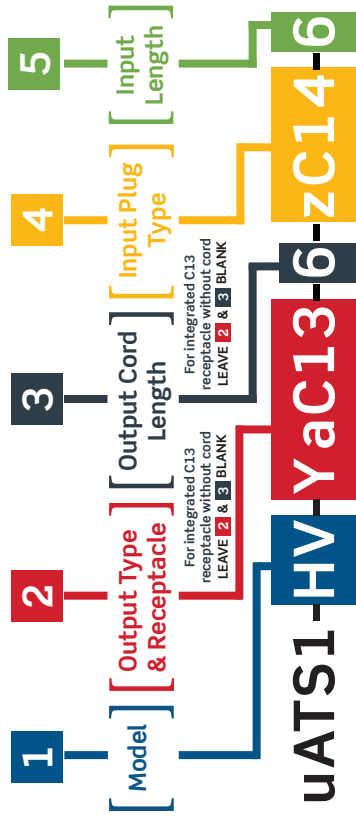 1
[Model]
2
[Output Type
& Receptacle]
For integrated C13
receptacle without cord
LEAVE 2 & 3 BLANK
3
[Output Cord
Length]
For integrated C13
receptacle without cord
LEAVE 2 & 3 BLANK
4
[Input Plug
Type]
5
[Input
Length]
uATS1-HV-YaC13-6-zC14-6